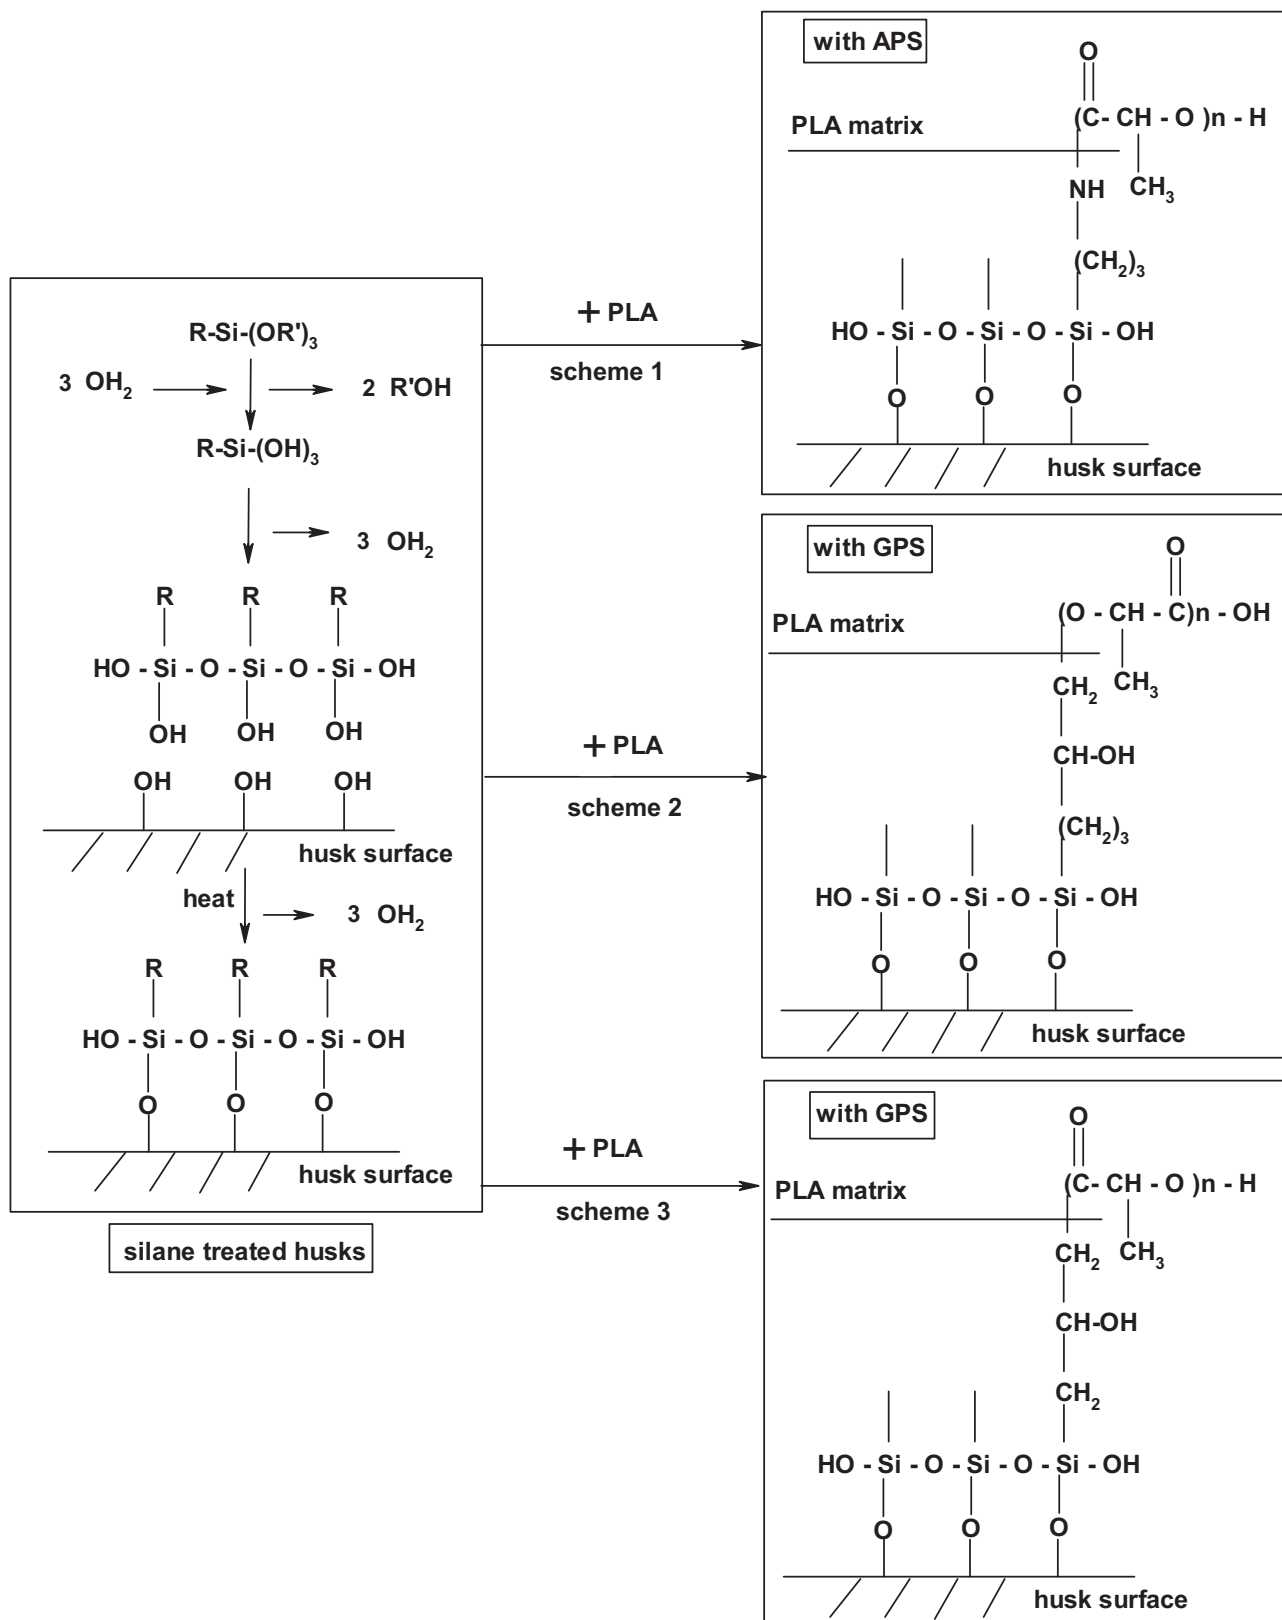 R-Si-(OR')3
3 OH2
2 R'OH
R-Si-(OH)3
3 OH2
R R R
HO - Si - O - Si - O - Si - OH
OH OH OH
OH OH OH
husk surface
heat
3 OH2
R R R
HO - Si - O - Si - O - Si - OH
O O O
husk surface
silane treated husks
+ PLA
scheme 1
+ PLA
scheme 2
+ PLA
scheme 3
with APS
O
PLA matrix
(C- CH - O )n - H
NH CH3
(CH2)3
HO - Si - O - Si - O - Si - OH
O O O
husk surface
with GPS
O
PLA matrix
(O - CH - C)n - OH
CH2 CH3
CH-OH
(CH2)3
HO - Si - O - Si - O - Si - OH
O O O
husk surface
with GPS
O
PLA matrix
(C- CH - O )n - H
CH2 CH3
CH-OH
CH2
HO - Si - O - Si - O - Si - OH
O O O
husk surface